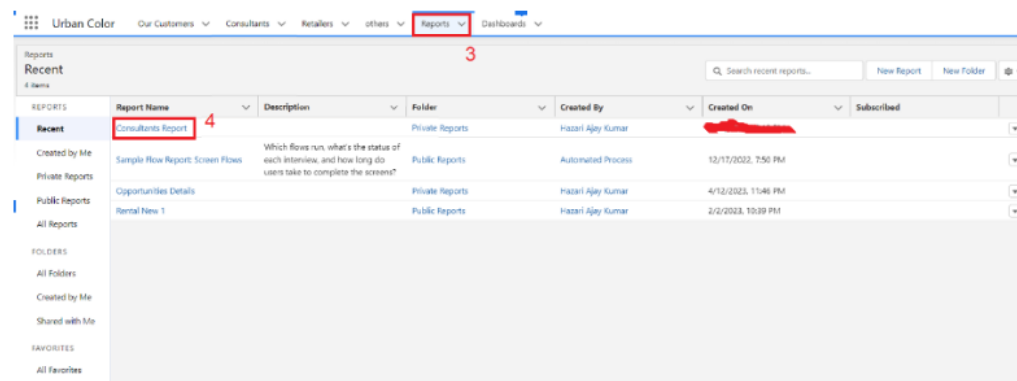 Urban Color Our Customers Consultants Retailers others Reports Dashboards
3
Reports
Recent
4 items
Search recent reports... New Report New Folder
REPORTS Report Name Description Folder Created By Created On Subscribed
Recent Consultants Report 4 Private Reports Hazari Ajay Kumar
Created by Me
Which flows run, what's the status of
Sample Flow Report: Screen Flows each interview, and how long do Public Reports Automated Process 12/17/2022, 7:50 PM
users take to complete the screens?
Private Reports
Opportunities Details Private Reports Hazari Ajay Kumar 4/12/2023, 11:46 PM
Public Reports
Rental New 1 Public Reports Hazari Ajay Kumar 2/2/2023, 10:39 PM
All Reports
FOLDERS
All Folders
Created by Me
Shared with Me
FAVORITES
All Favorites